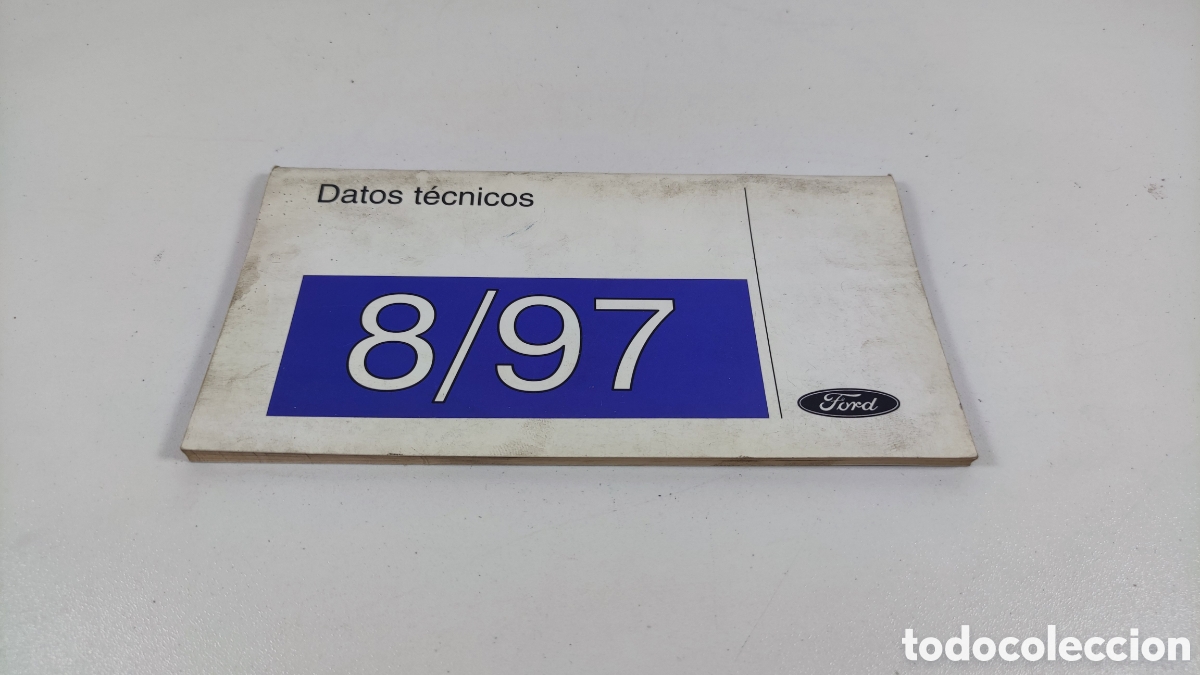 Datos técnicos
8/97
Ford
todocoleccion